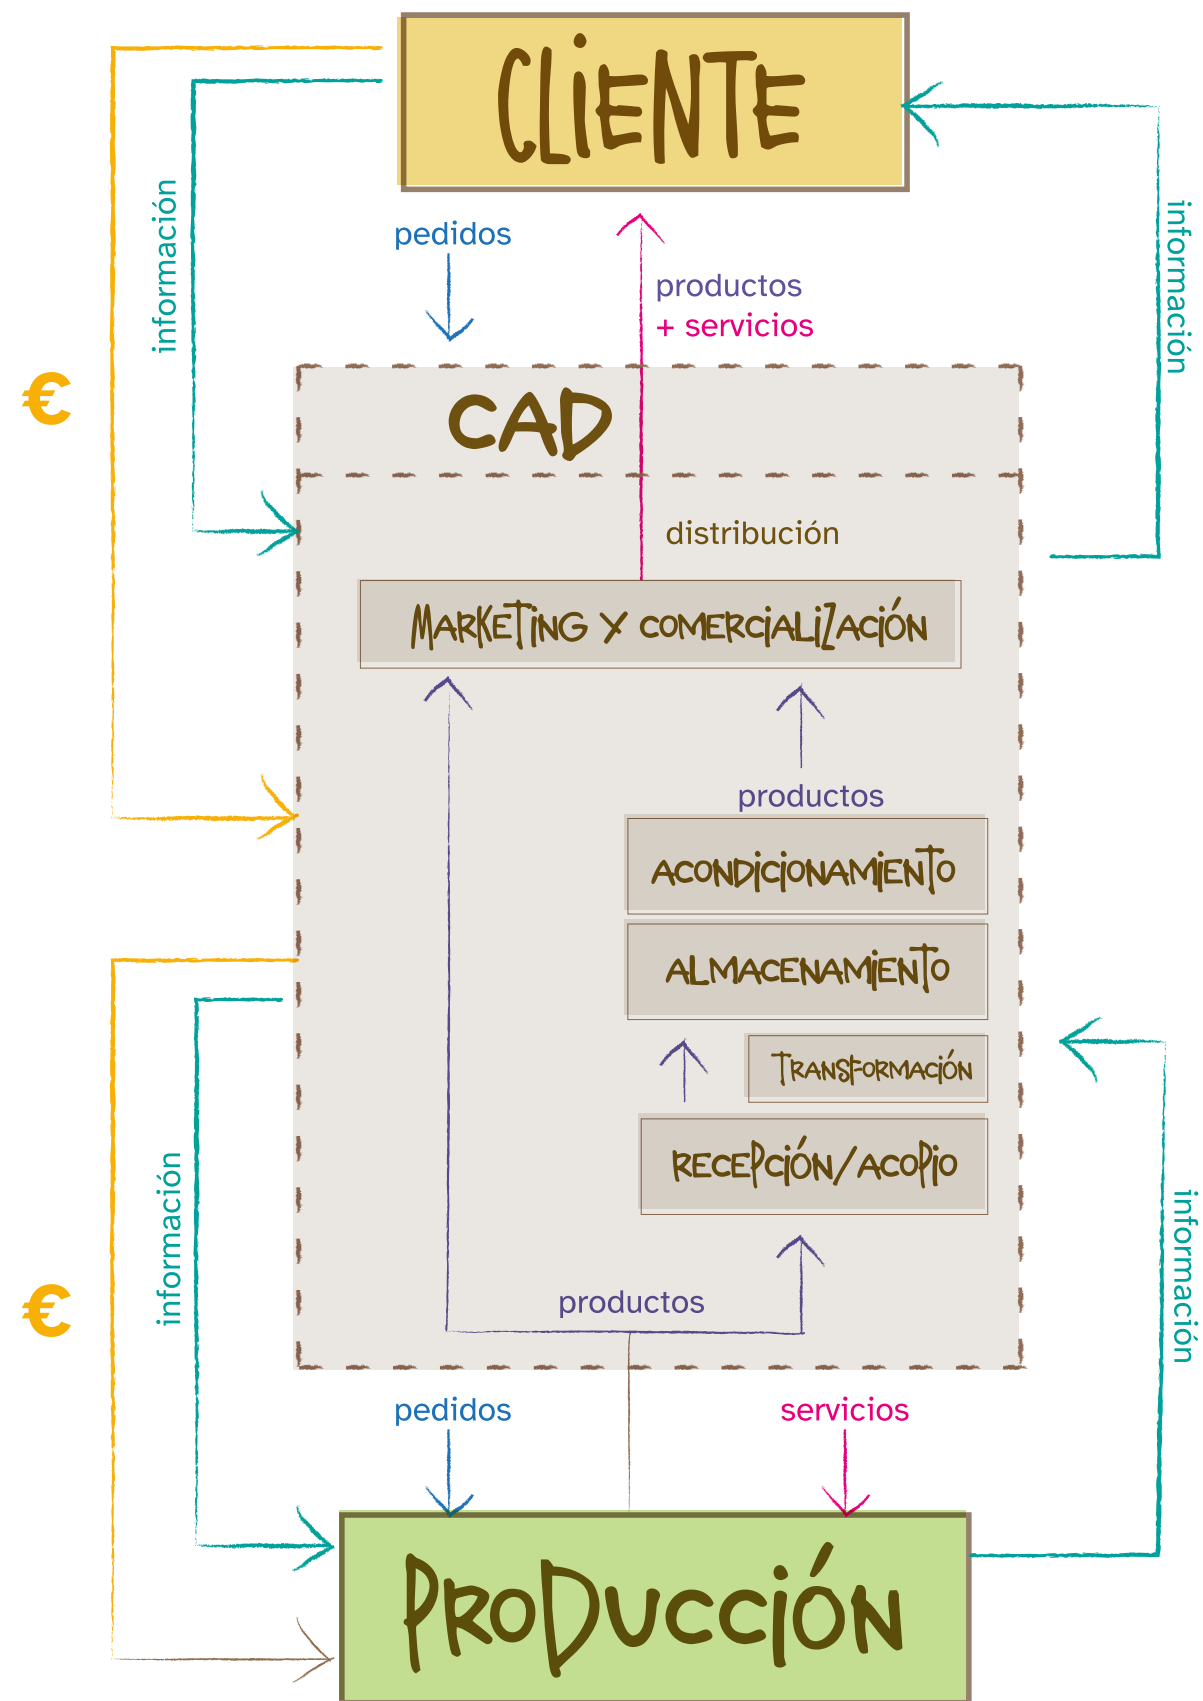 CLIENTE
pedidos
información
información
productos
+ servicios
€
CAD
distribución
MARKETING Y COMERCIALIZACIÓN
productos
ACONDICIONAMIENTO
ALMACENAMIENTO
TRANSFORMACIÓN
RECEPCIÓN/ACOPIO
información
información
€
productos
pedidos
servicios
PRODUCCIÓN